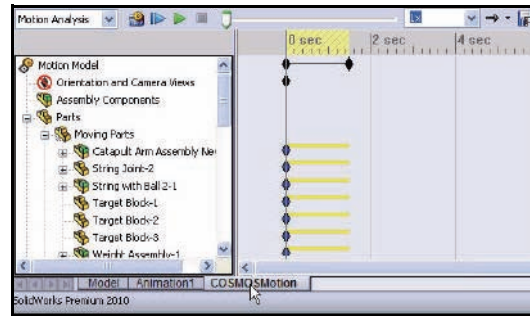 Motion Analysis
0 sec 2 sec 4 sec
Motion Model
Orientation and Camera Views
Assembly Components
Parts
Moving Parts
Catapult Arm Assembly Ne
String Joint-2
String with Ball 2-1
Target Block-1
Target Block-2
Target Block-3
Weight Assembly-1
Model Animation1 COSMOSMotion
SolidWorks Premium 2010